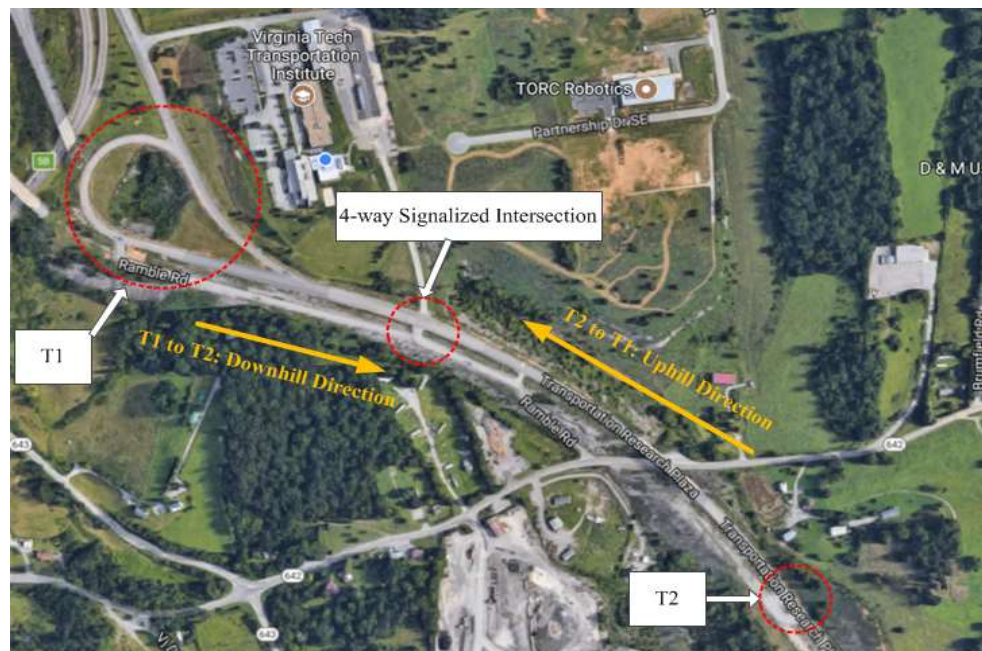 Virginia Tech
Transportation
Institute
TORC Robotics
Partnership Dr SE
D & M U
58
4-way Signalized Intersection
Ramble Rd
T1
T1 to T2: Downhill Direction
T2 to T1: Uphill Direction
Brumfield Rd
Transportation Research Plaza
Ramble Rd
643
642
Transportation Research P
T2
642
643